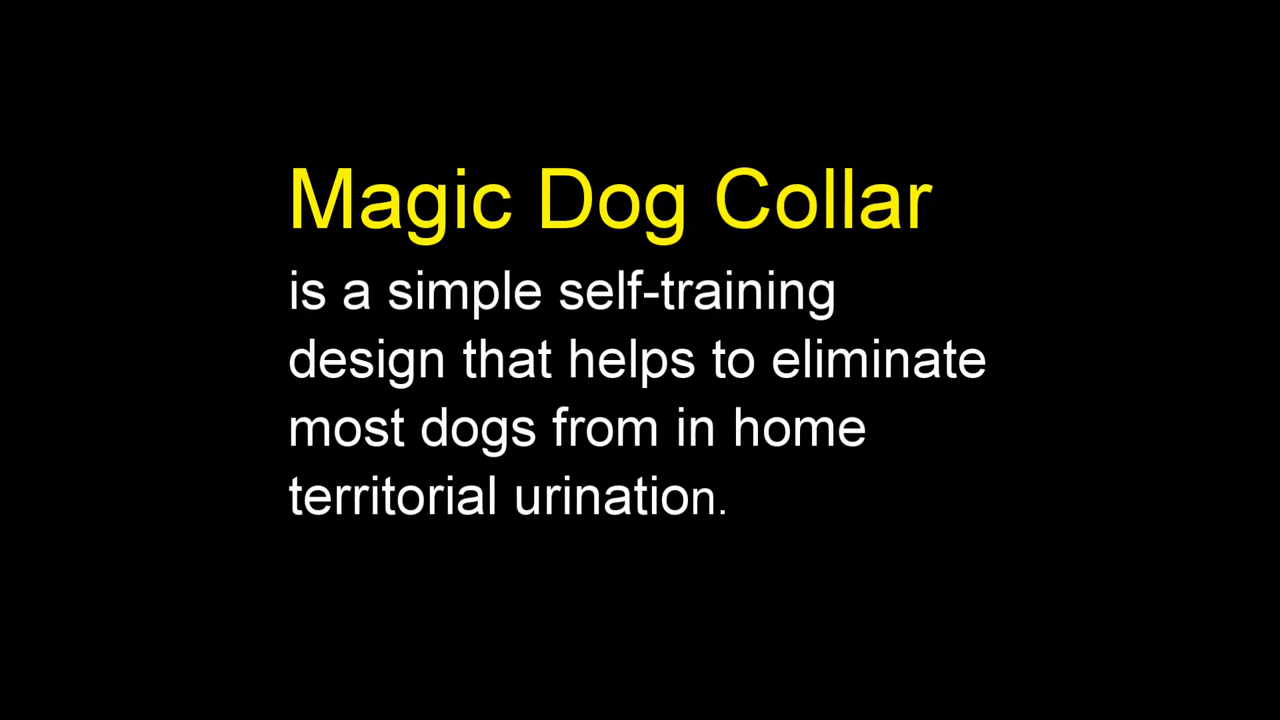 Magic Dog Collar
is a simple self-training
design that helps to eliminate
most dogs from in home
territorial urination.